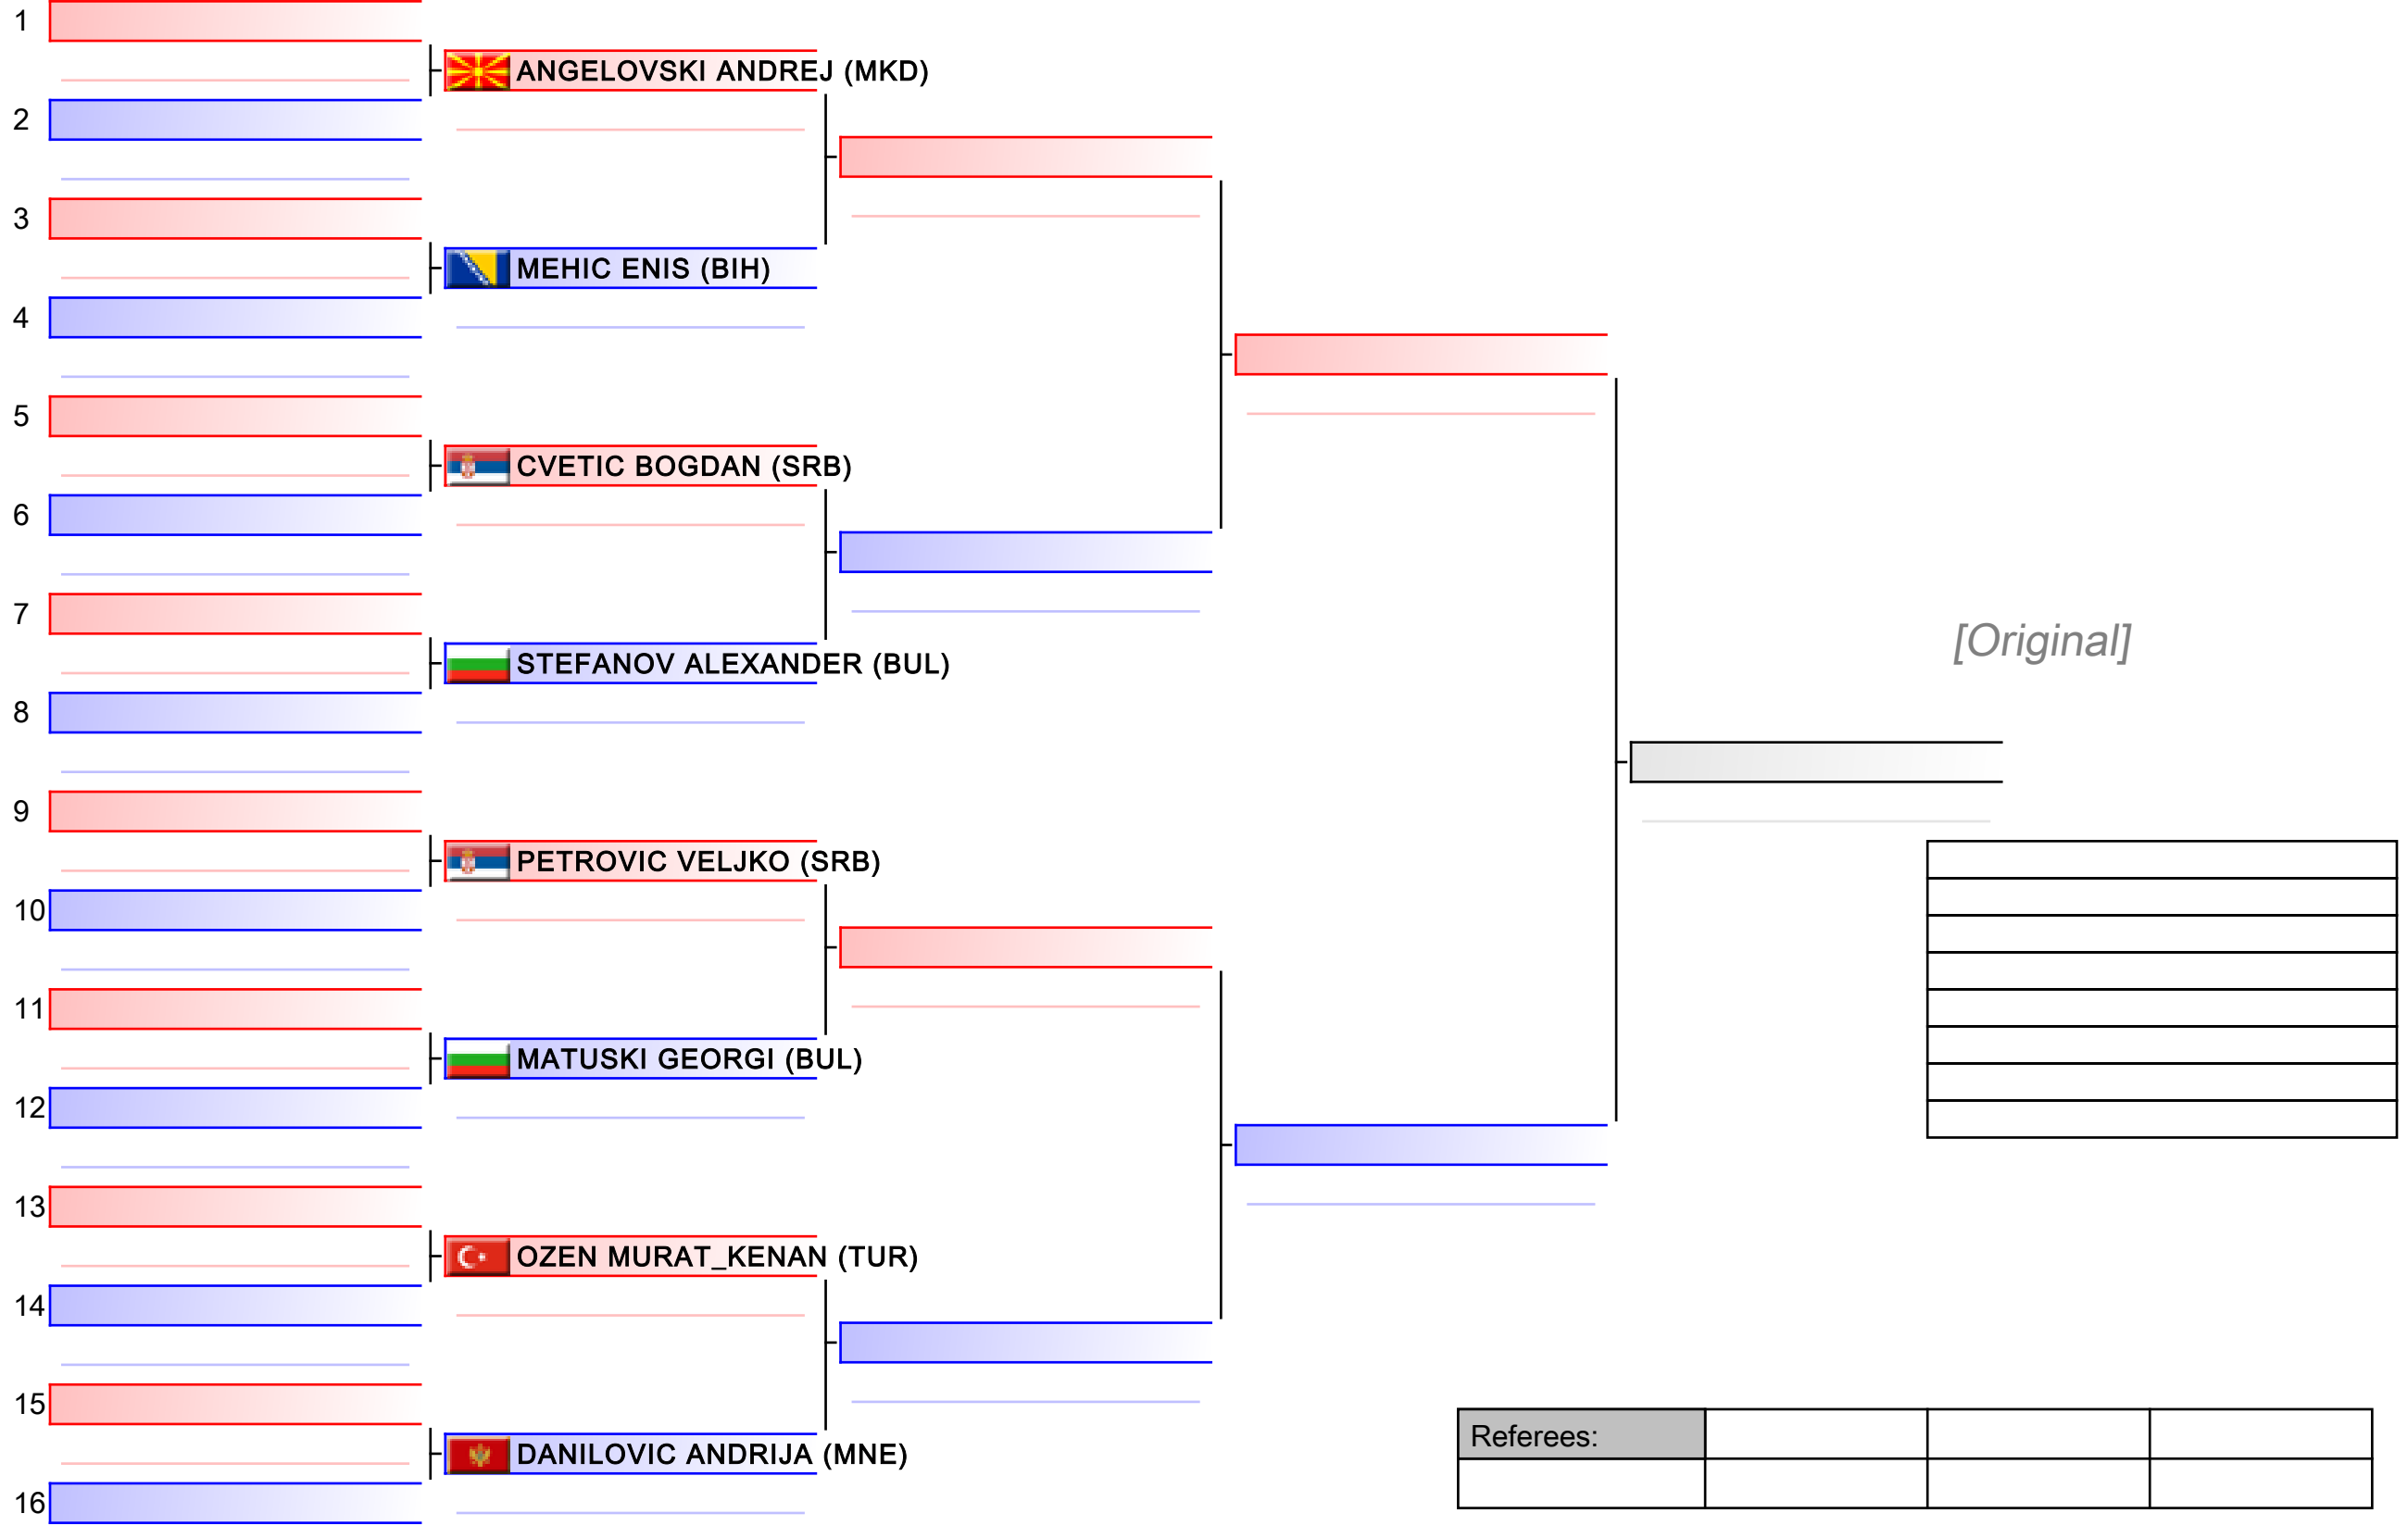 1
ANGELOVSKI ANDREJ (MKD)
2
3
MEHIC ENIS (BIH)
4
5
CVETIC BOGDAN (SRB)
6
7
[Original]
STEFANOV ALEXANDER (BUL)
8
9
PETROVIC VELJKO (SRB)
10
11
MATUSKI GEORGI (BUL)
12
13
OZEN MURAT_KENAN (TUR)
14
15
Referees:
DANILOVIC ANDRIJA (MNE)
16